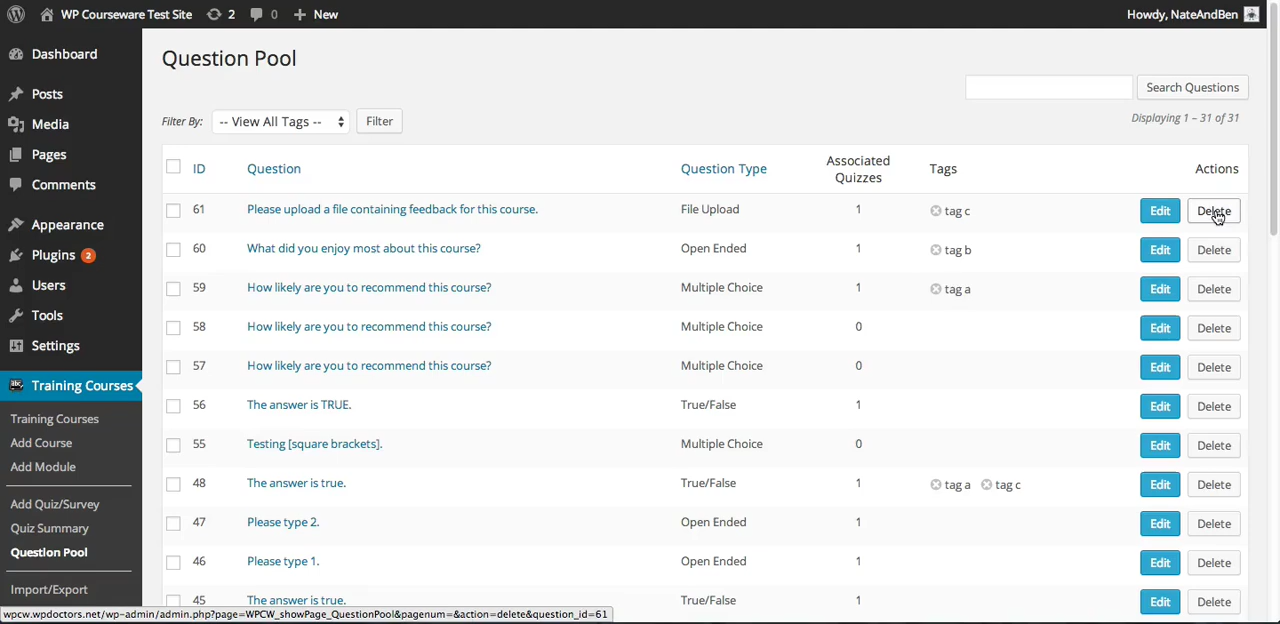 WP Courseware Test Site 2 0 New Howdy, NateAndBen
Dashboard
Posts
Media
Pages
Comments
Appearance
Plugins 2
Users
Tools
Settings
Training Courses
Training Courses
Add Course
Add Module
Add Quiz/Survey
Quiz Summary
Question Pool
Import/Export
Question Pool
Search Questions
Filter By: -- View All Tags -- Filter
Displaying 1 – 31 of 31
ID Question Question Type Associated Quizzes Tags Actions
61 Please upload a file containing feedback for this course. File Upload 1 tag c Edit Delete
60 What did you enjoy most about this course? Open Ended 1 tag b Edit Delete
59 How likely are you to recommend this course? Multiple Choice 1 tag a Edit Delete
58 How likely are you to recommend this course? Multiple Choice 0 Edit Delete
57 How likely are you to recommend this course? Multiple Choice 0 Edit Delete
56 The answer is TRUE. True/False 1 Edit Delete
55 Testing [square brackets]. Multiple Choice 0 Edit Delete
48 The answer is true. True/False 1 tag a tag c Edit Delete
47 Please type 2. Open Ended 1 Edit Delete
46 Please type 1. Open Ended 1 Edit Delete
45 The answer is true. True/False 1 Edit Delete
wpcw.wpdoctors.net/wp-admin/admin.php?page=WPCW_showPage_QuestionPool&pagenum=&action=delete&question_id=61